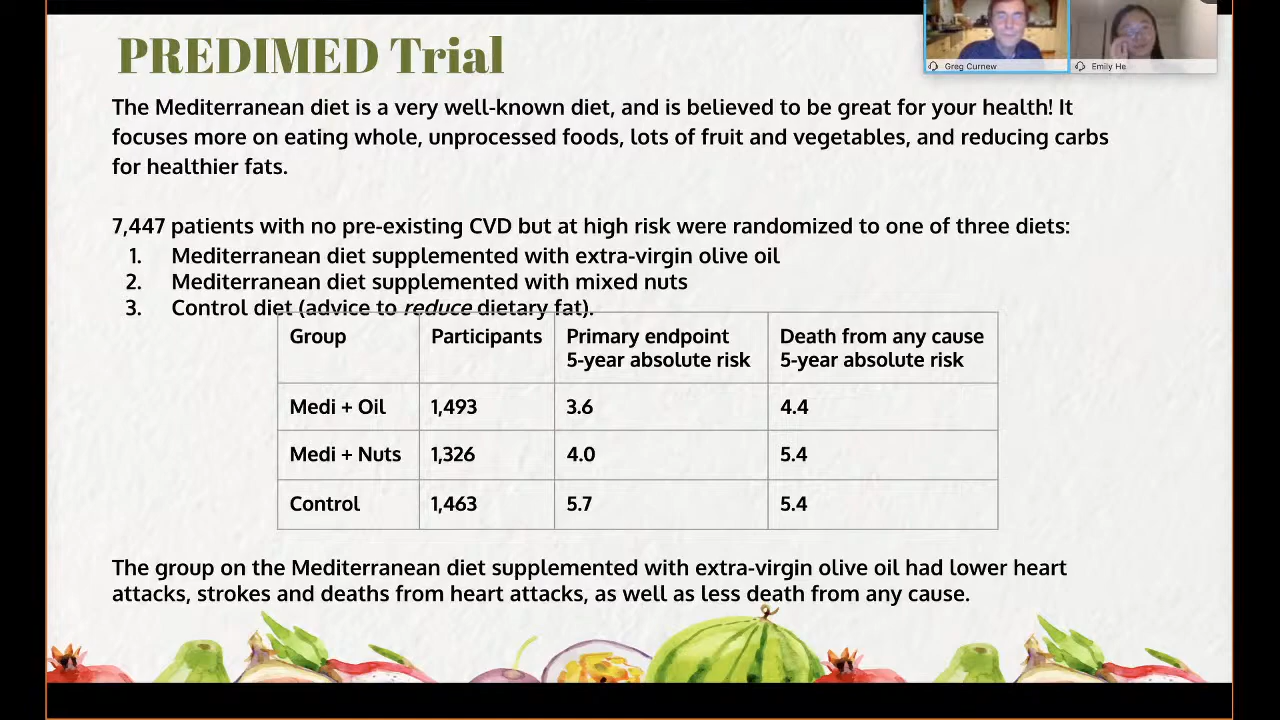 PREDIMED Trial
Greg Curnew
Emily He
The Mediterranean diet is a very well-known diet, and is believed to be great for your health! It
focuses more on eating whole, unprocessed foods, lots of fruit and vegetables, and reducing carbs
for healthier fats.
7,447 patients with no pre-existing CVD but at high risk were randomized to one of three diets:
1. Mediterranean diet supplemented with extra-virgin olive oil
2. Mediterranean diet supplemented with mixed nuts
3. Control diet (advice to reduce dietary fat).
Group Participants Primary endpoint 5-year absolute risk Death from any cause 5-year absolute risk
Medi + Oil 1,493 3.6 4.4
Medi + Nuts 1,326 4.0 5.4
Control 1,463 5.7 5.4
The group on the Mediterranean diet supplemented with extra-virgin olive oil had lower heart
attacks, strokes and deaths from heart attacks, as well as less death from any cause.